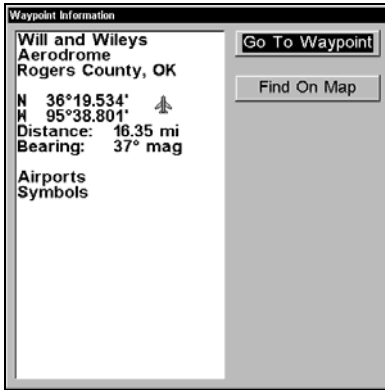 Waypoint Information
Will and Wileys
Aerodrome
Rogers County, OK
N 36°19.534'
W 95°38.801'
Distance: 16.35 mi
Bearing: 37° mag
Airports
Symbols
Go To Waypoint
Find On Map